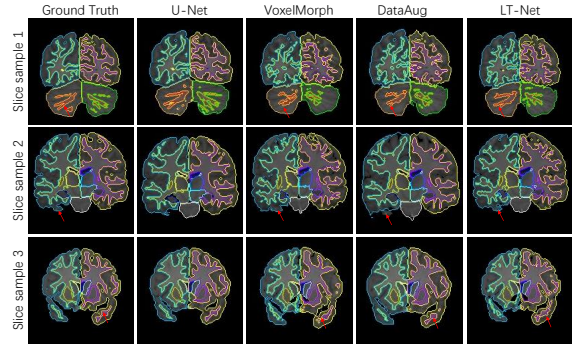 Ground Truth U-Net VoxelMorph DataAug LT-Net
Slice sample 1
Slice sample 2
Slice sample 3